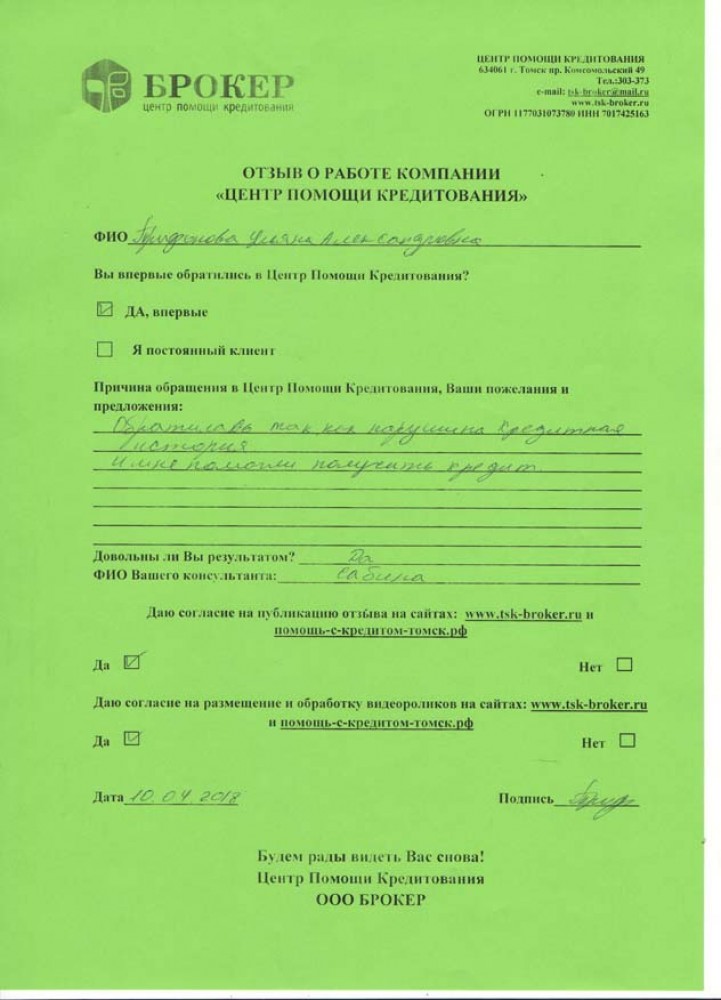 БРОКЕР
центр помощи кредитования
ЦЕНТР ПОМОЩИ КРЕДИТОВАНИЯ
634061 г. Томск пр. Комсомольский 49
Тел.:303-373
e-mail: tsk-broker@mail.ru
www.tsk-broker.ru
ОГРН 1177031073780 ИНН 7017425163
ОТЗЫВ О РАБОТЕ КОМПАНИИ
«ЦЕНТР ПОМОЩИ КРЕДИТОВАНИЯ»
ФИО Ульяна Александровна
Вы впервые обратились в Центр Помощи Кредитования?
ДА, впервые
Я постоянный клиент
Причина обращения в Центр Помощи Кредитования, Ваши пожелания и
предложения:
Обратилась так как нарушена кредитная
история
и мне помогли получить кредит
Довольны ли Вы результатом? Да
ФИО Вашего консультанта: Сабина
Даю согласие на публикацию отзыва на сайтах: www.tsk-broker.ru и
помощь-с-кредитом-томск.рф
Да Нет
Даю согласие на размещение и обработку видеороликов на сайтах: www.tsk-broker.ru
и помощь-с-кредитом-томск.рф
Да Нет
Дата 10.04.2018 Подпись
Будем рады видеть Вас снова!
Центр Помощи Кредитования
ООО БРОКЕР